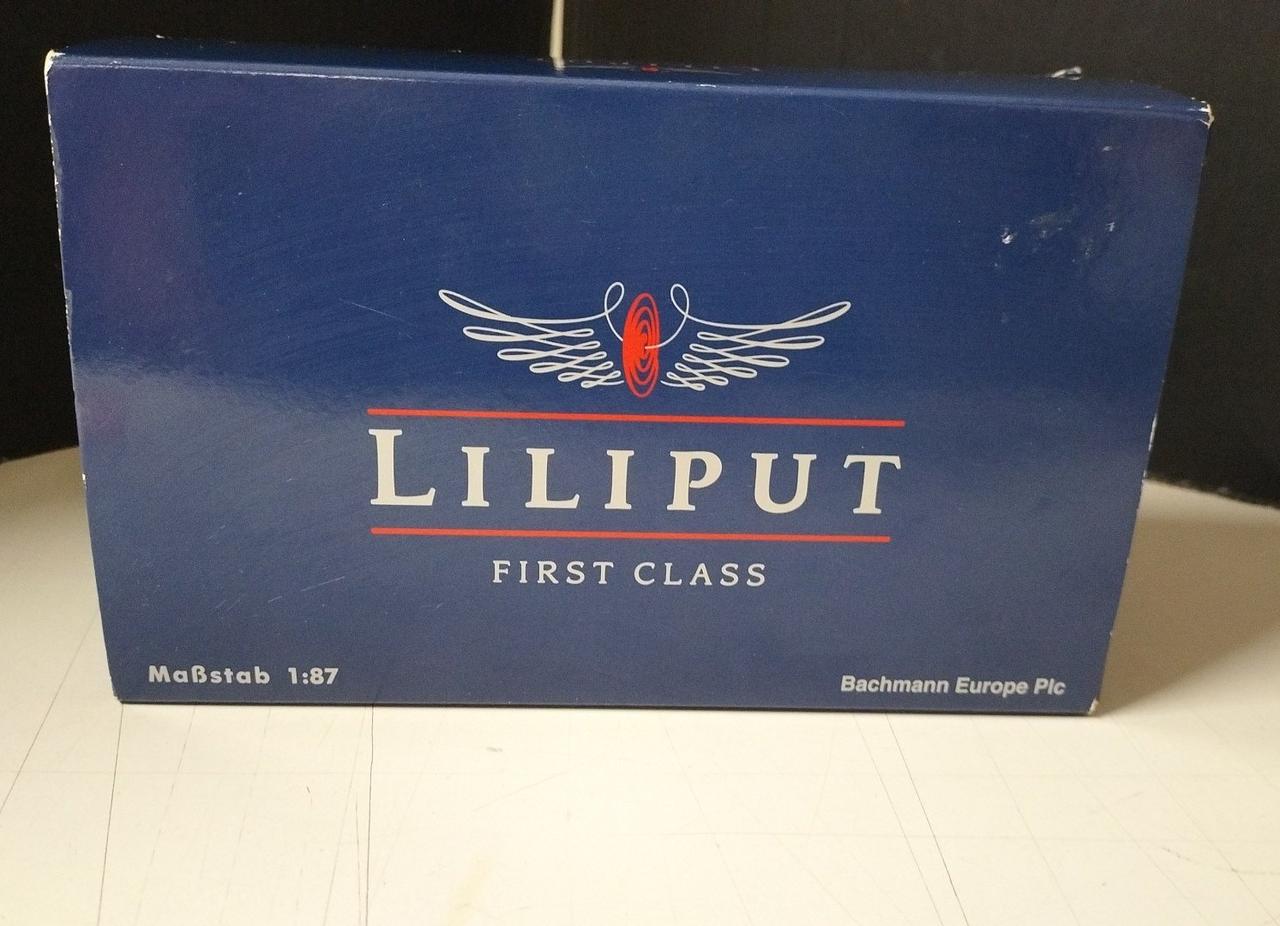 LILIPUT
FIRST CLASS
Maßstab 1:87
Bachmann Europe Plc